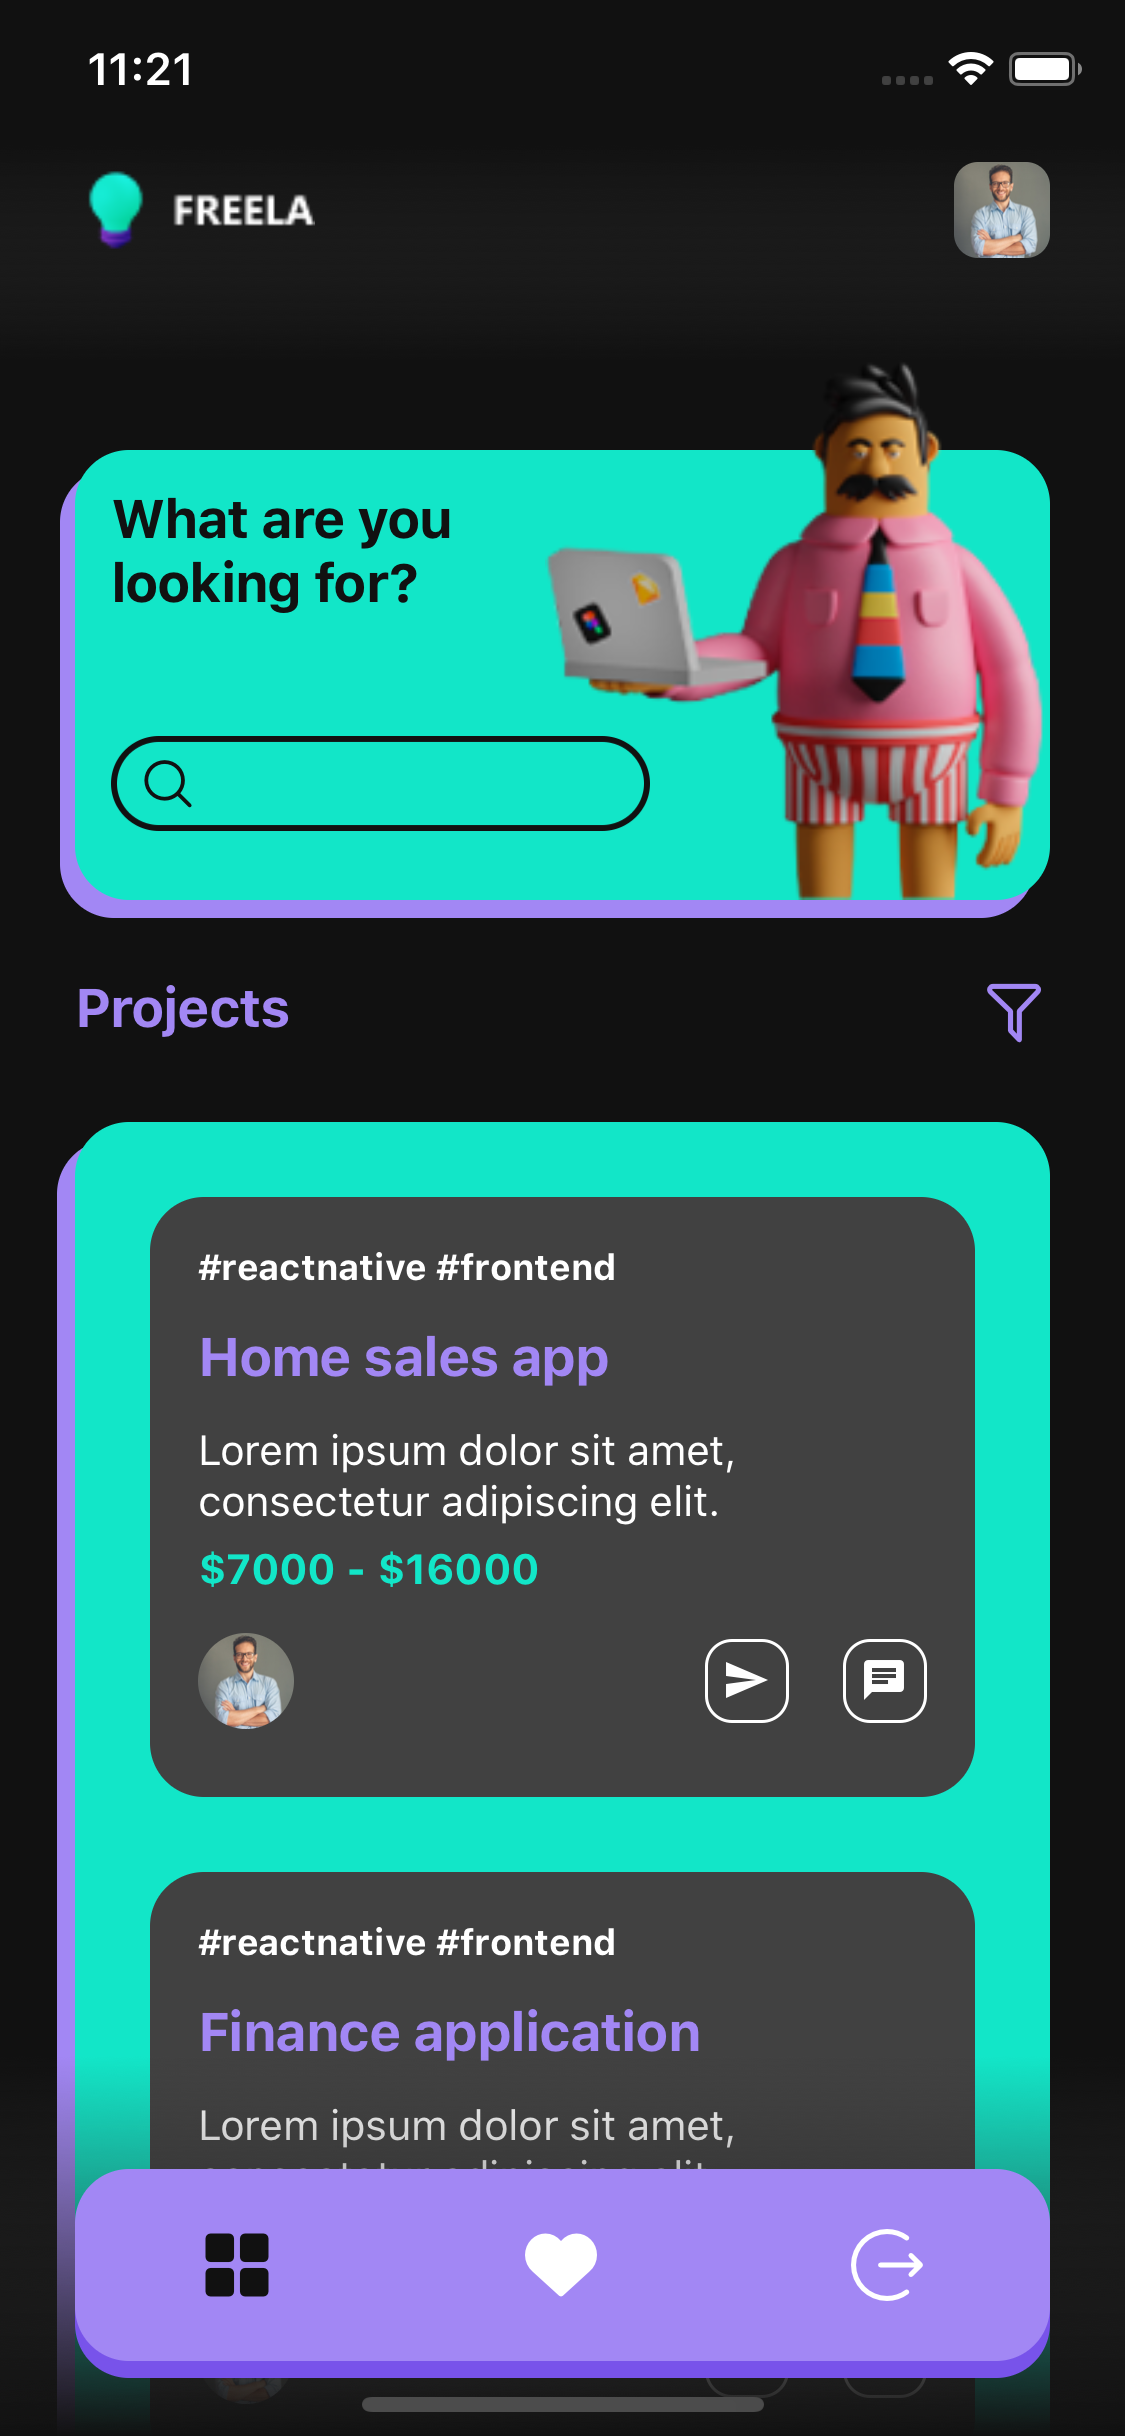 11:21
FREELA
What are you
looking for?
Projects
#reactnative #frontend
Home sales app
Lorem ipsum dolor sit amet,
consectetur adipiscing elit.
$7000 - $16000
#reactnative #frontend
Finance application
Lorem ipsum dolor sit amet,